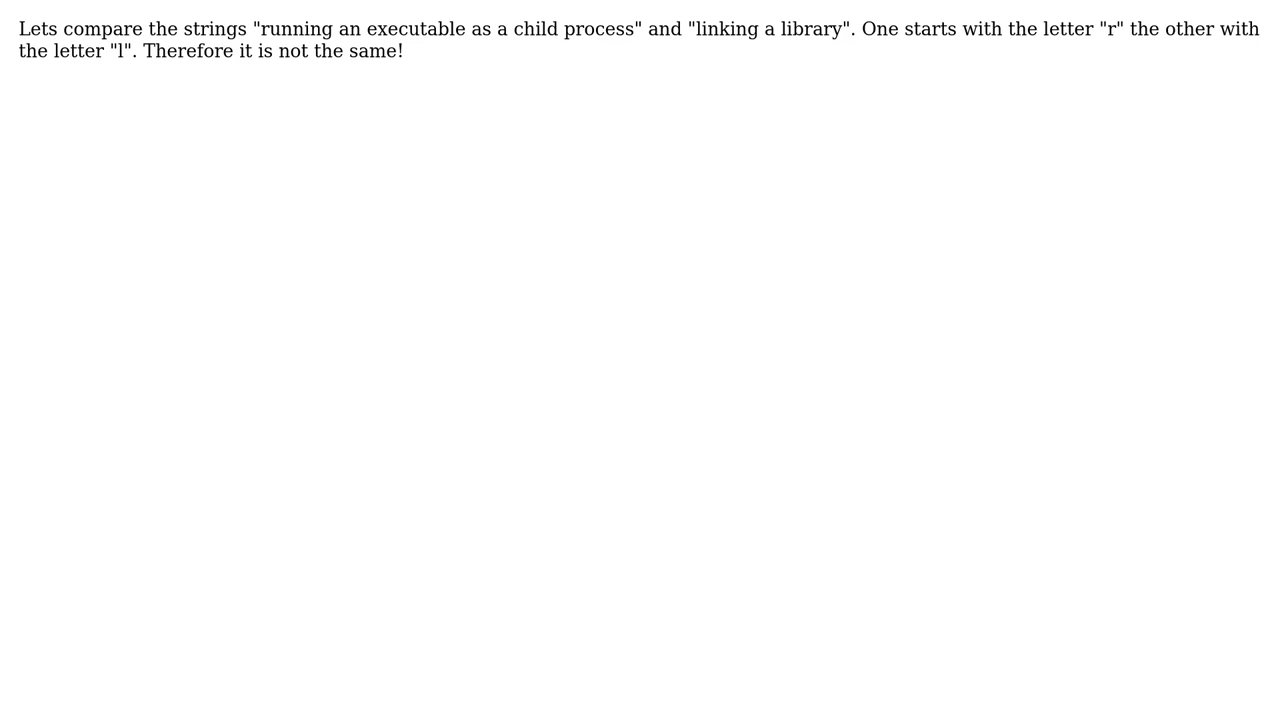 Lets compare the strings "running an executable as a child process" and "linking a library". One starts with the letter "r" the other with
the letter "l". Therefore it is not the same!